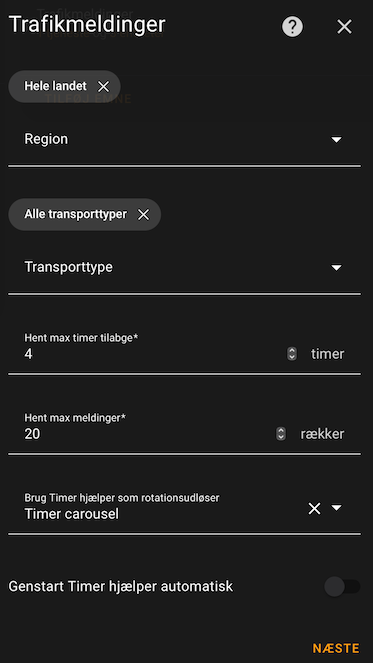 Trafikmeldinger
Hele landet
Region
Alle transporttyper
Transporttype
Hent max timer tilabge*
4 timer
Hent max meldinger*
20 rækker
Brug Timer hjælper som rotationsudløser
Timer carousel
Genstart Timer hjælper automatisk
NÆSTE